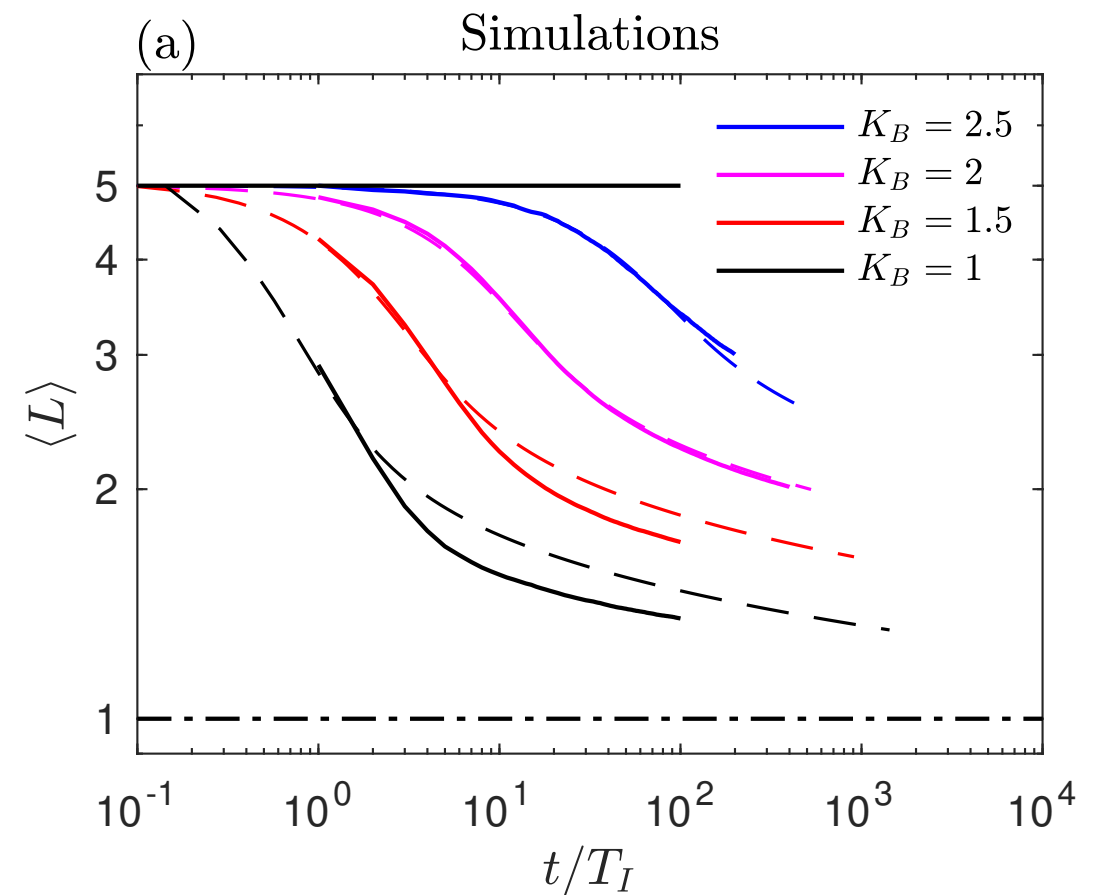 (a) Simulations
K_B = 2.5
K_B = 2
K_B = 1.5
K_B = 1
5
4
3
2
1
⟨L⟩
10^-1 10^0 10^1 10^2 10^3 10^4
t/T_I